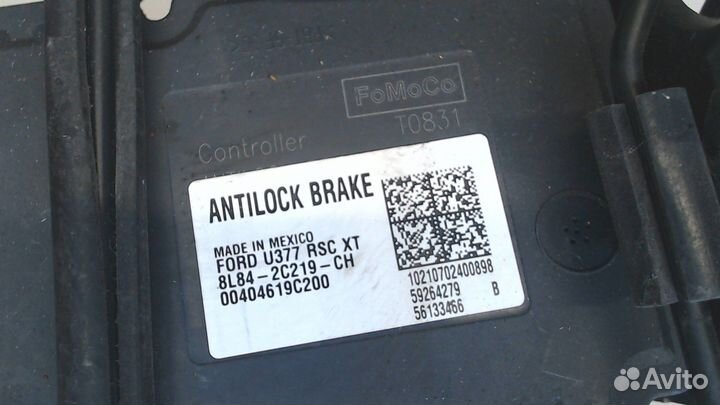 FoMoCo
T0831
Controller
ANTILOCK BRAKE
MADE IN MEXICO
FORD U377 RSC XT
8L84-2C219-CH
00404619C200
10210702400898
59264279 B
56133466
Avito